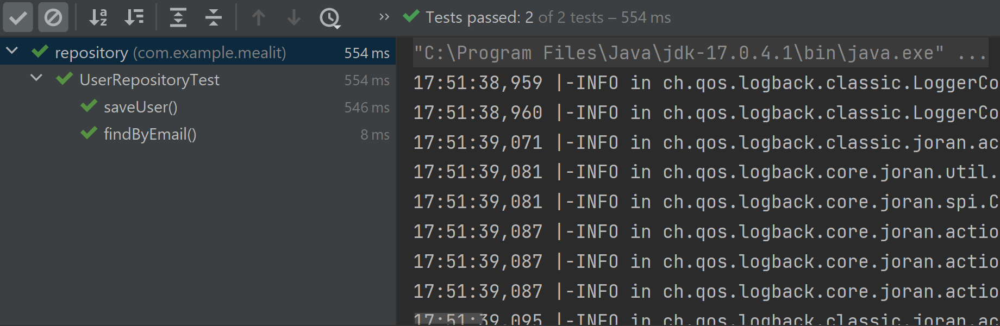 Tests passed: 2 of 2 tests – 554 ms
repository (com.example.mealit) 554 ms
UserRepositoryTest 554 ms
saveUser() 546 ms
findByEmail() 8 ms
"C:\Program Files\Java\jdk-17.0.4.1\bin\java.exe" ...
17:51:38,959 |-INFO in ch.qos.logback.classic.LoggerCo
17:51:38,960 |-INFO in ch.qos.logback.classic.LoggerCo
17:51:39,071 |-INFO in ch.qos.logback.classic.joran.ac
17:51:39,081 |-INFO in ch.qos.logback.core.joran.util.
17:51:39,081 |-INFO in ch.qos.logback.core.joran.spi.C
17:51:39,087 |-INFO in ch.qos.logback.core.joran.actio
17:51:39,087 |-INFO in ch.qos.logback.core.joran.actio
17:51:39,087 |-INFO in ch.qos.logback.core.joran.actio
17:51:39,095 |-INFO in ch.qos.logback.classic.joran.ac